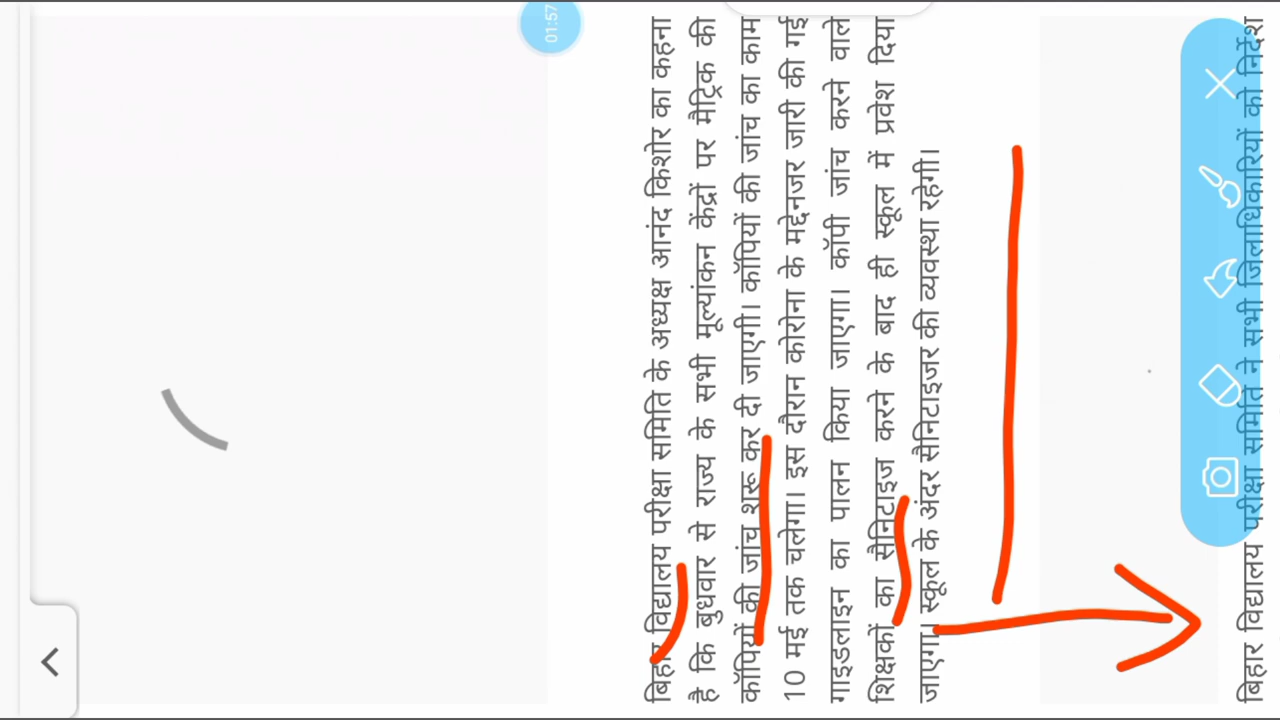 01:57
बिहार विद्यालय परीक्षा समिति के अध्यक्ष आनंद किशोर का कहना
है कि बुधवार से राज्य के सभी मूल्यांकन केंद्रों पर मैट्रिक की
कॉपियों की जांच शुरू कर दी जाएगी। कॉपियों की जांच का काम
10 मई तक चलेगा। इस दौरान कोरोना के मद्देनजर जारी की गई
गाइडलाइन का पालन किया जाएगा। कॉपी जांच करने वाले
शिक्षकों का सैनिटाइज करने के बाद ही स्कूल में प्रवेश दिया
जाएगा। स्कूल के अंदर सैनिटाइजर की व्यवस्था रहेगी।
बिहार विद्यालय परीक्षा समिति ने सभी जिलाधिकारियों को निर्देश